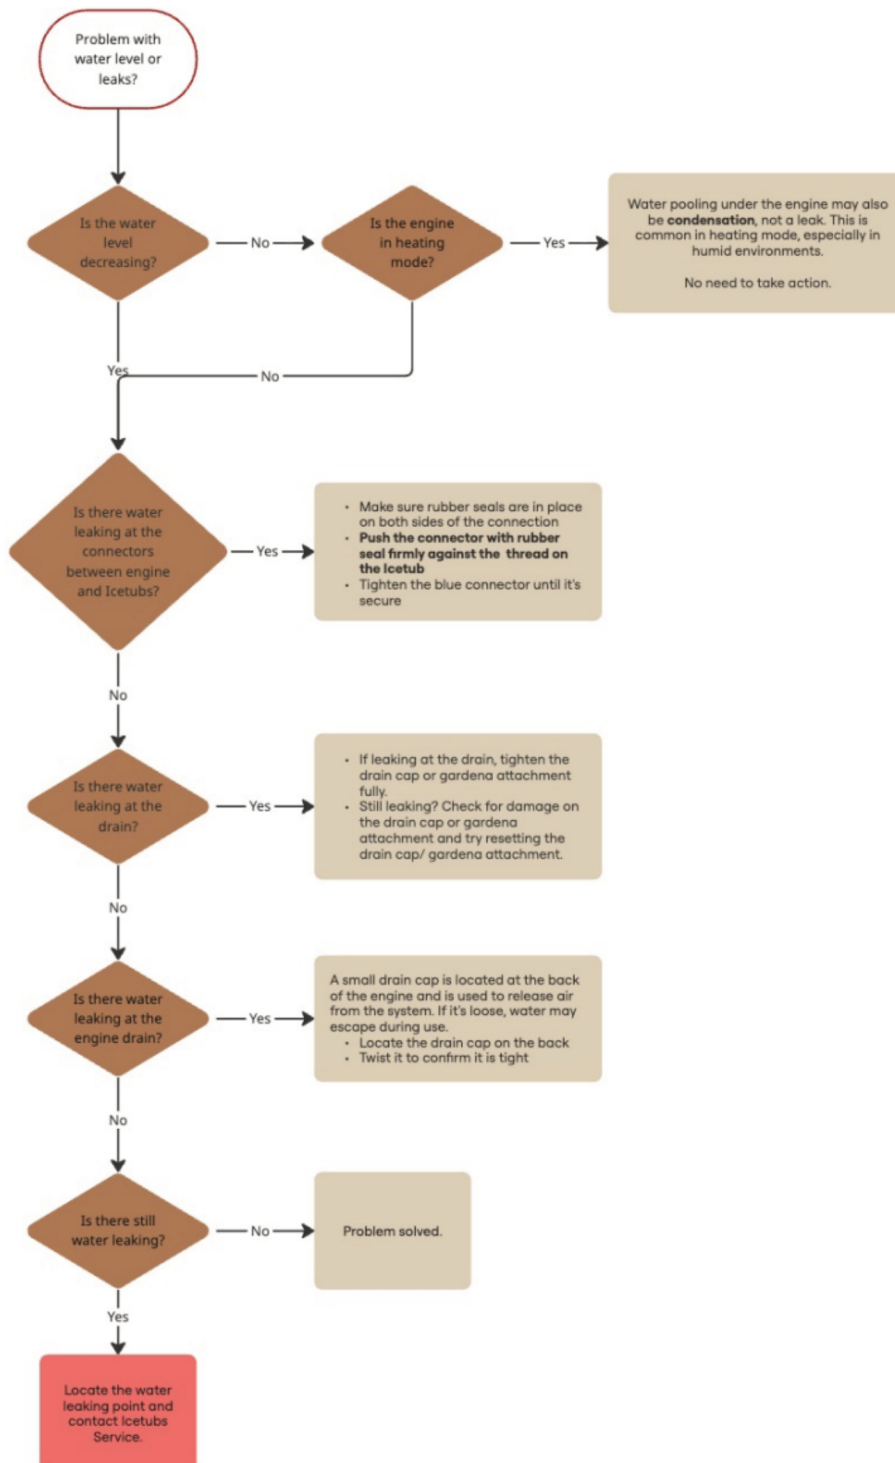 Problem with
water level or
leaks?
Is the water
level
decreasing?
No
Is the engine
in heating
mode?
Yes
Water pooling under the engine may also
be condensation, not a leak. This is
common in heating mode, especially in
humid environments.
No need to take action.
Yes
No
Is there water
leaking at the
connectors
between engine
and Icetubs?
Yes
• Make sure rubber seals are in place
on both sides of the connection
• Push the connector with rubber
seal firmly against the thread on
the Icetub
• Tighten the blue connector until it's
secure
No
Is there water
leaking at the
drain?
Yes
• If leaking at the drain, tighten the
drain cap or gardena attachment
fully.
• Still leaking? Check for damage on
the drain cap or gardena
attachment and try resetting the
drain cap/ gardena attachment.
No
Is there water
leaking at the
engine drain?
Yes
A small drain cap is located at the back
of the engine and is used to release air
from the system. If it's loose, water may
escape during use.
• Locate the drain cap on the back
• Twist it to confirm it is tight
No
Is there still
water leaking?
No
Problem solved.
Yes
Locate the water
leaking point and
contact Icetubs
Service.